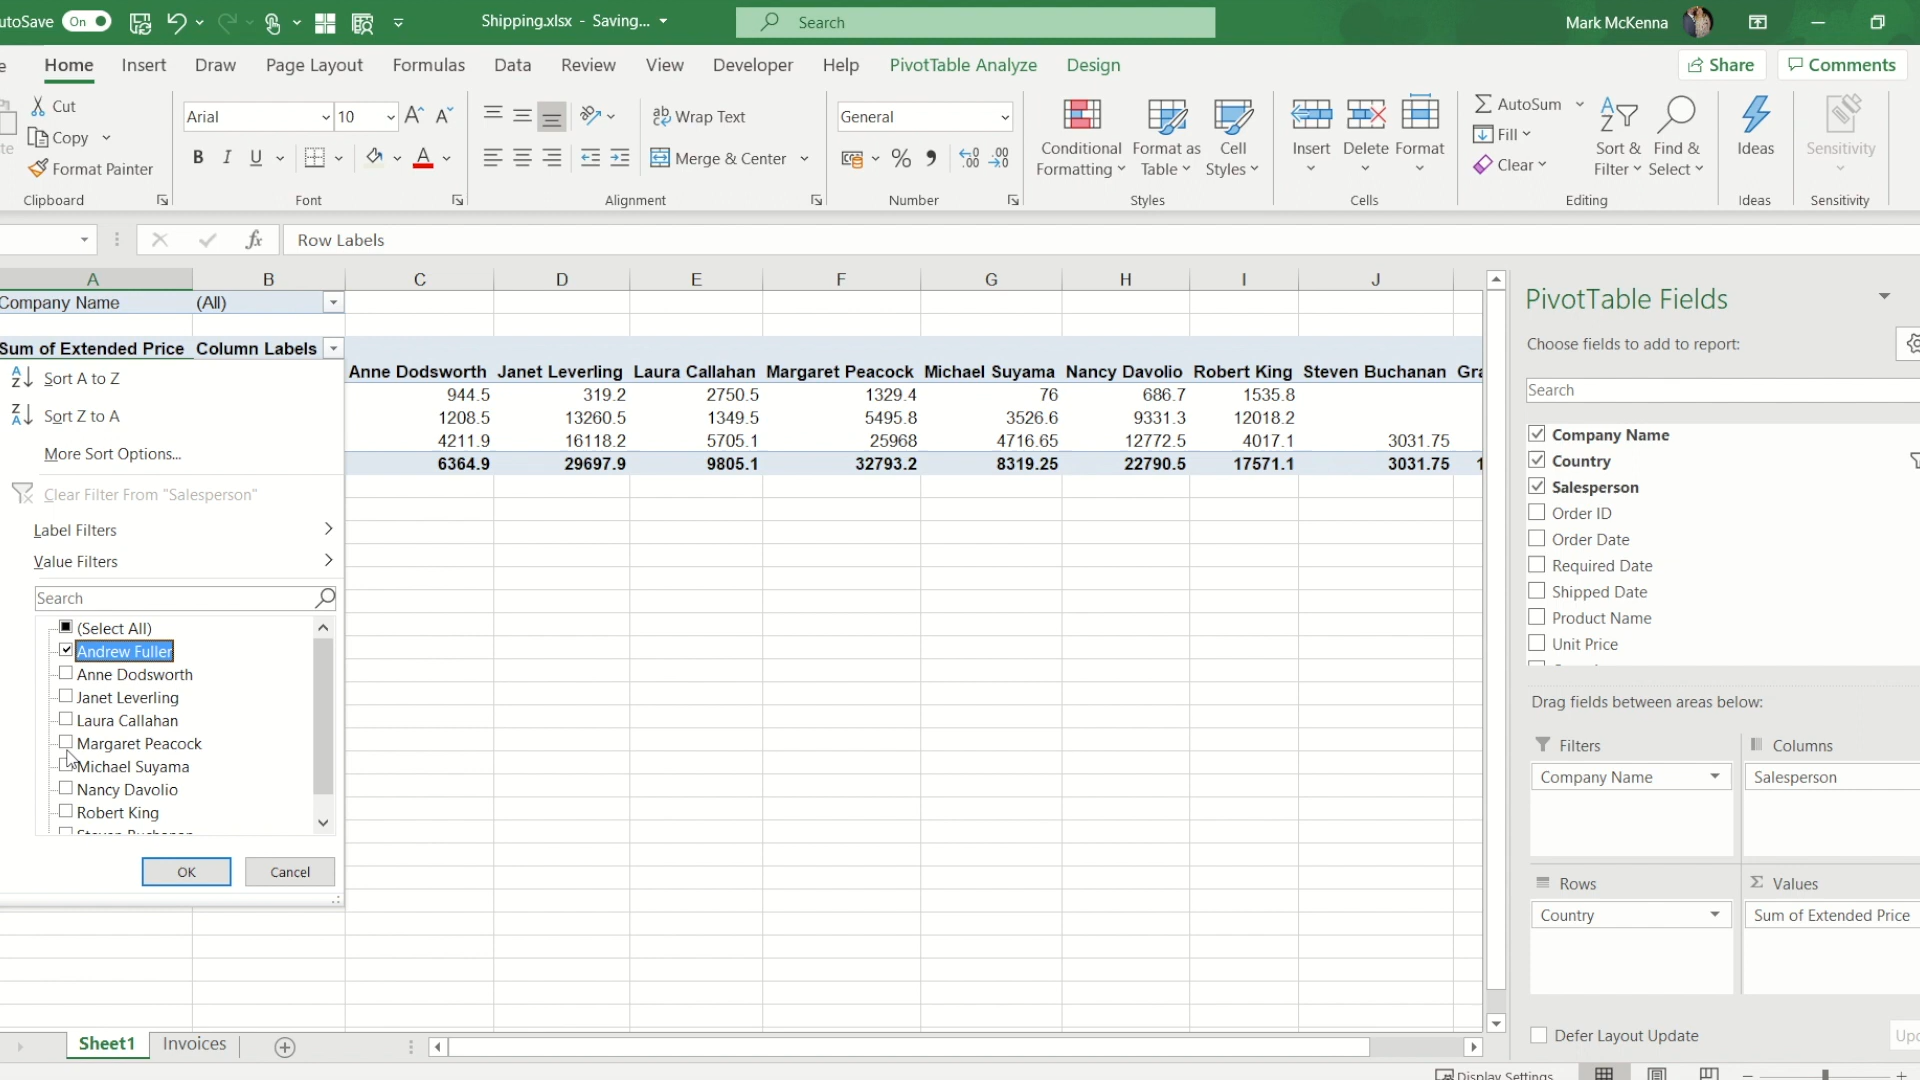 utoSave On
Shipping.xlsx - Saving...
Search
Mark McKenna
e Home Insert Draw Page Layout Formulas Data Review View Developer Help PivotTable Analyze Design
Share
Comments
te
Cut
Copy
Format Painter
Clipboard
Arial
10
B I U A
Font
Wrap Text
Merge & Center
Alignment
General
%
Number
Conditional Formatting
Format as Table
Cell Styles
Styles
Insert
Delete
Format
Cells
AutoSum
Fill
Clear
Sort & Filter
Find & Select
Editing
Ideas
Ideas
Sensitivity
Sensitivity
fx Row Labels
A B C D E F G H I J
Company Name (All)
Sum of Extended Price Column Labels
Anne Dodsworth Janet Leverling Laura Callahan Margaret Peacock Michael Suyama Nancy Davolio Robert King Steven Buchanan Gra
944.5 319.2 2750.5 1329.4 76 686.7 1535.8
1208.5 13260.5 1349.5 5495.8 3526.6 9331.3 12018.2
4211.9 16118.2 5705.1 25968 4716.65 12772.5 4017.1 3031.75
6364.9 29697.9 9805.1 32793.2 8319.25 22790.5 17571.1 3031.75 1
Sort A to Z
Sort Z to A
More Sort Options...
Clear Filter From "Salesperson"
Label Filters
Value Filters
Search
(Select All)
Andrew Fuller
Anne Dodsworth
Janet Leverling
Laura Callahan
Margaret Peacock
Michael Suyama
Nancy Davolio
Robert King
OK Cancel
PivotTable Fields
Choose fields to add to report:
Search
Company Name
Country
Salesperson
Order ID
Order Date
Required Date
Shipped Date
Product Name
Unit Price
Drag fields between areas below:
Filters
Company Name
Columns
Salesperson
Rows
Country
Values
Sum of Extended Price
Defer Layout Update
Upd
Sheet1 Invoices
Display Settings